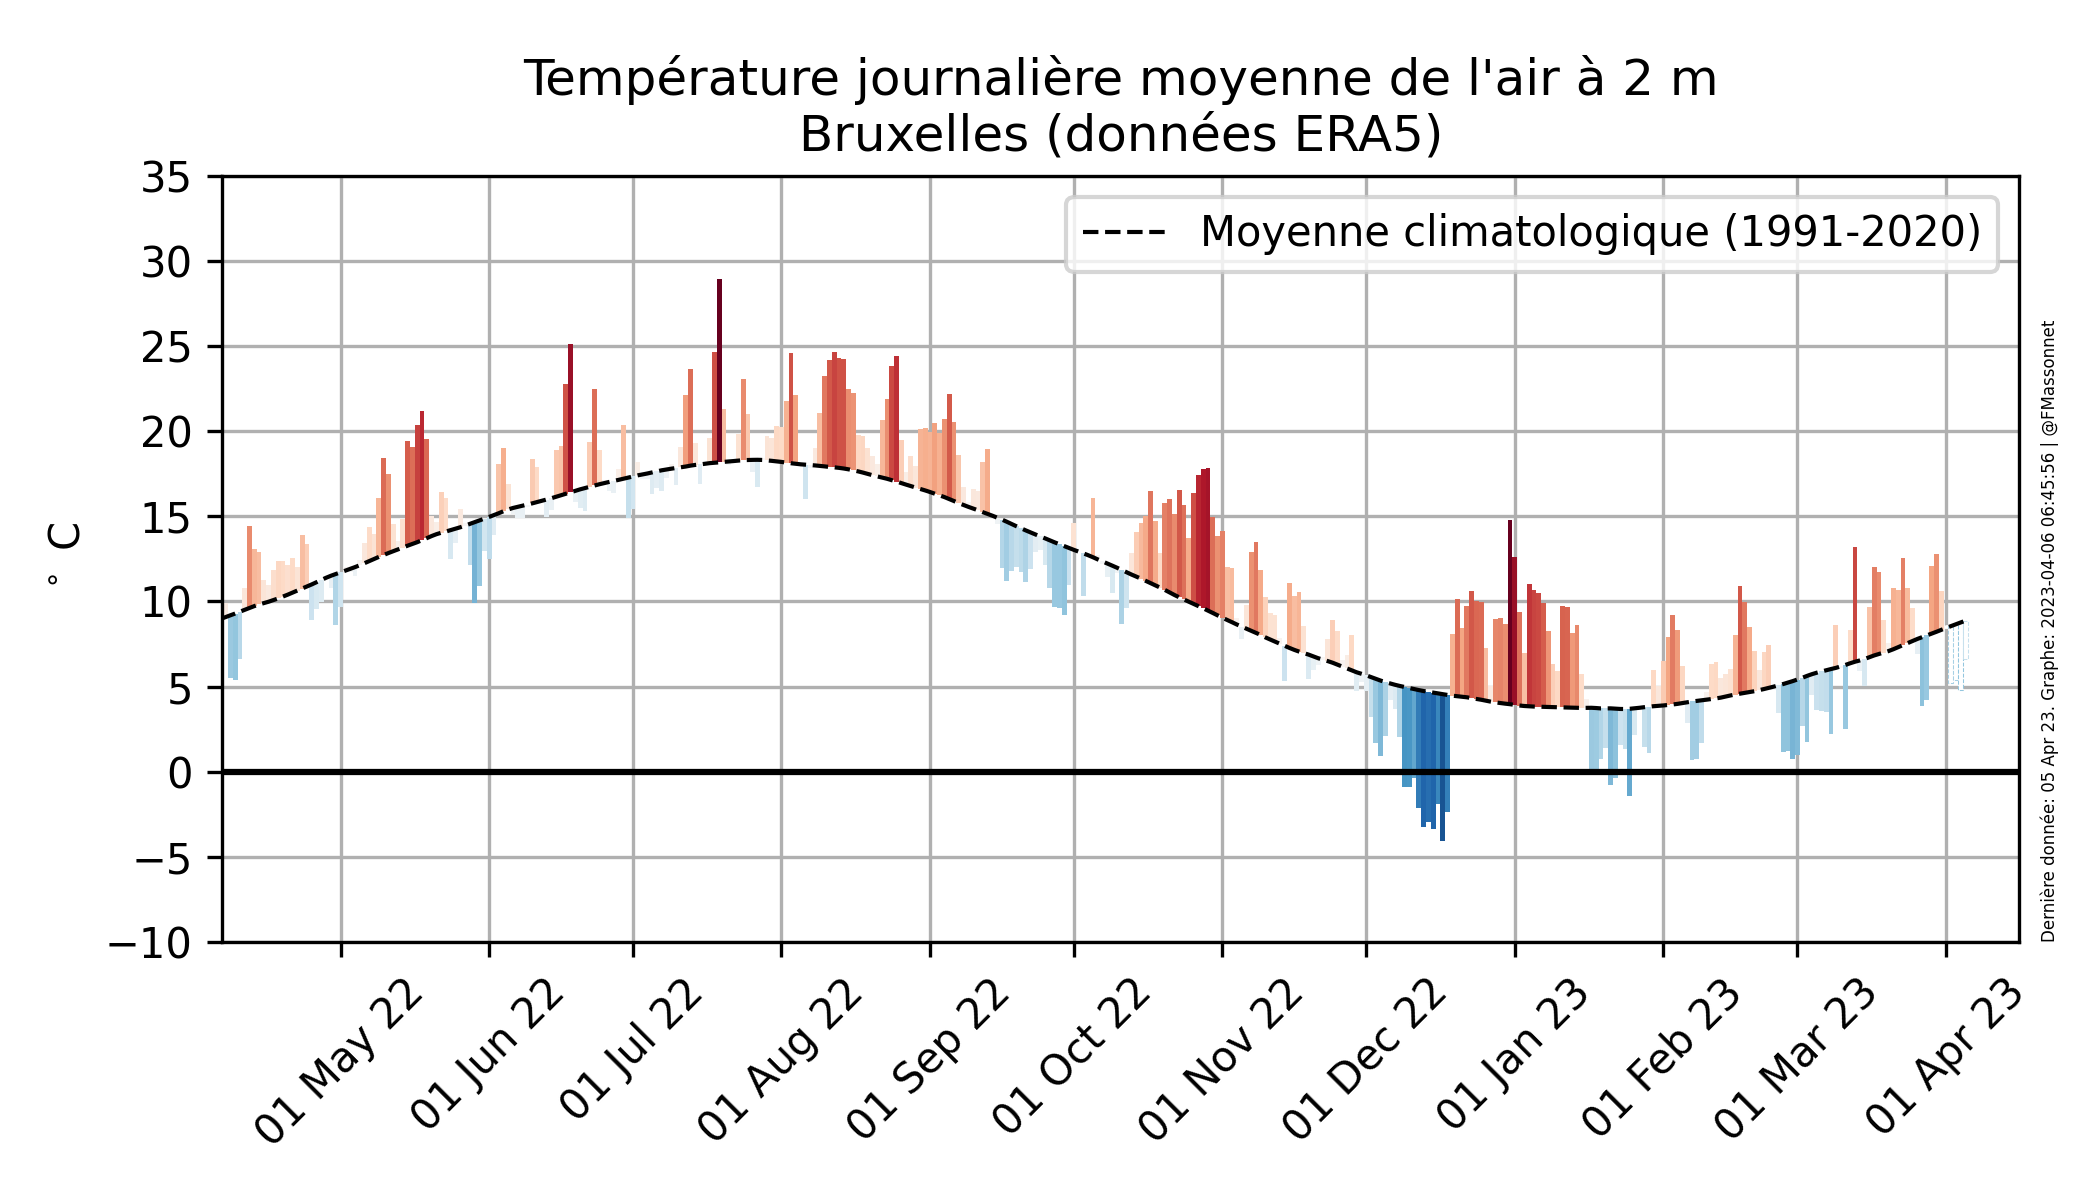 Température journalière moyenne de l'air à 2 m
Bruxelles (données ERA5)
Moyenne climatologique (1991-2020)
35
30
25
20
15
10
5
0
−5
−10
° C
01 May 22
01 Jun 22
01 Jul 22
01 Aug 22
01 Sep 22
01 Oct 22
01 Nov 22
01 Dec 22
01 Jan 23
01 Feb 23
01 Mar 23
01 Apr 23
Dernière donnée: 05 Apr 23. Graphe: 2023-04-06 06:45:56 | @FMassonnet